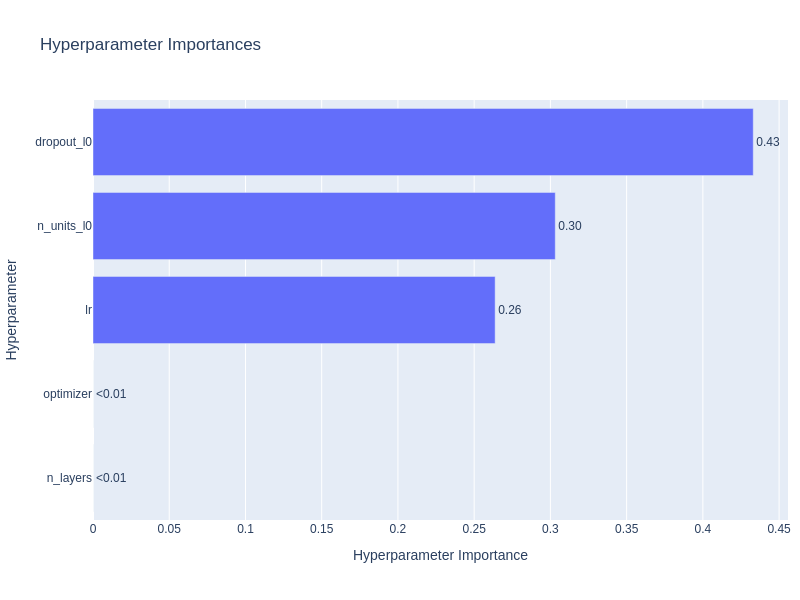 Hyperparameter Importances
dropout_l0
0.43
n_units_l0
0.30
lr
0.26
optimizer
<0.01
n_layers
<0.01
0
0.05
0.1
0.15
0.2
0.25
0.3
0.35
0.4
0.45
Hyperparameter Importance
Hyperparameter